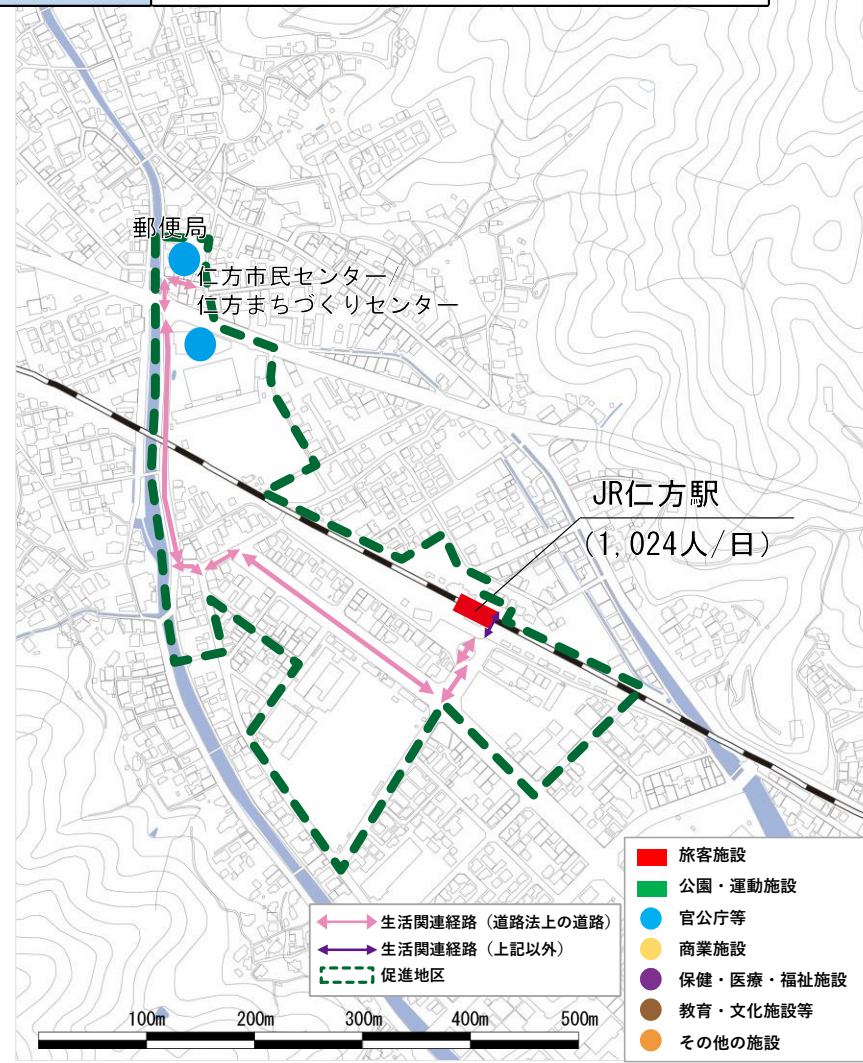 郵便局
仁方市民センター/
仁方まちづくりセンター
JR仁方駅
(1,024人/日)
旅客施設
公園・運動施設
官公庁等
商業施設
保健・医療・福祉施設
教育・文化施設等
その他の施設
生活関連経路（道路法上の道路）
生活関連経路（上記以外）
促進地区
100m 200m 300m 400m 500m